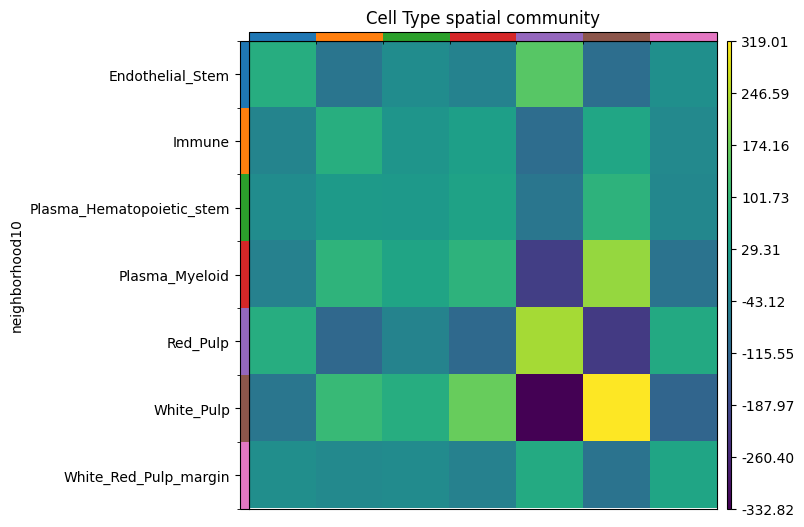 Cell Type spatial community
Endothelial_Stem
Immune
Plasma_Hematopoietic_stem
Plasma_Myeloid
Red_Pulp
White_Pulp
White_Red_Pulp_margin
neighborhood10
319.01
246.59
174.16
101.73
29.31
-43.12
-115.55
-187.97
-260.40
-332.82